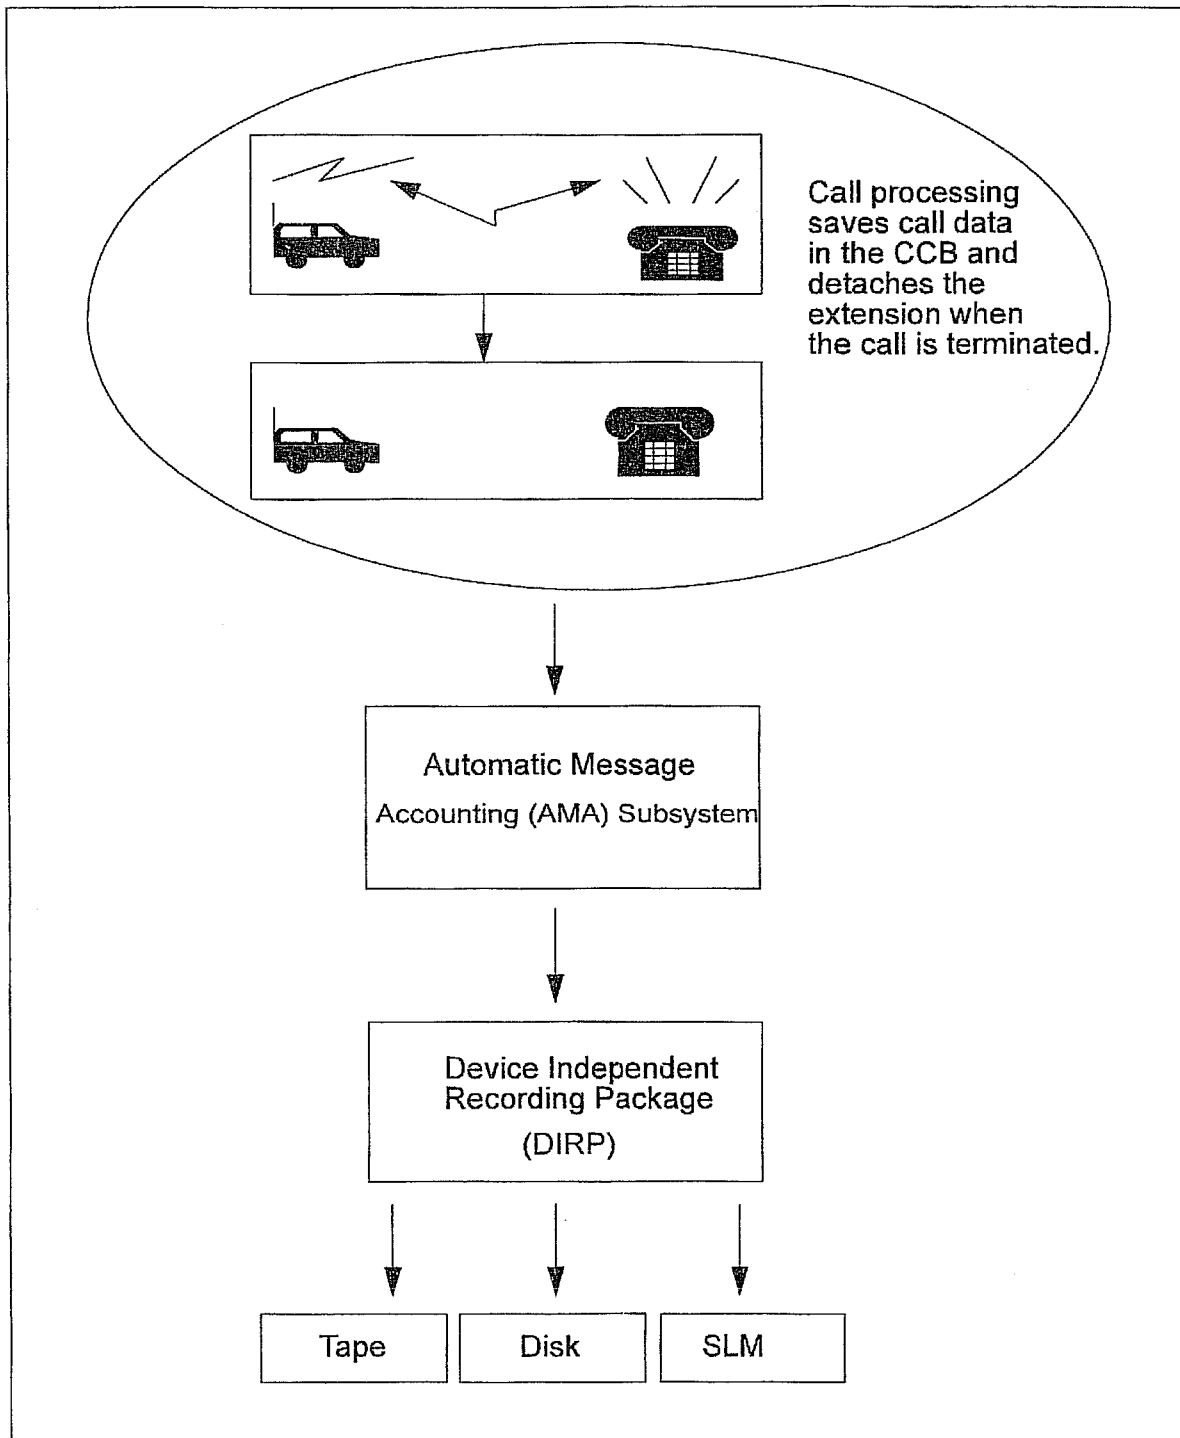 Call processing
saves call data
in the CCB and
detaches the
extension when
the call is terminated.
Automatic Message
Accounting (AMA) Subsystem
Device Independent
Recording Package
(DIRP)
Tape
Disk
SLM